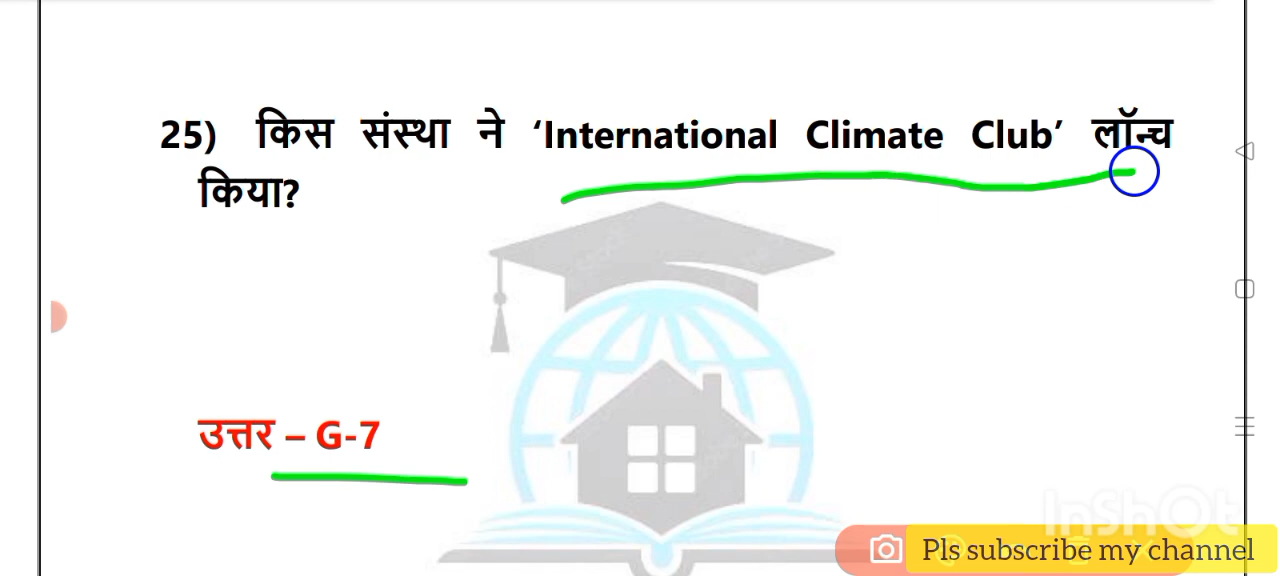 25) किस संस्था ने ‘International Climate Club’ लॉन्च
किया?
उत्तर – G-7
InShOt
Pls subscribe my channel